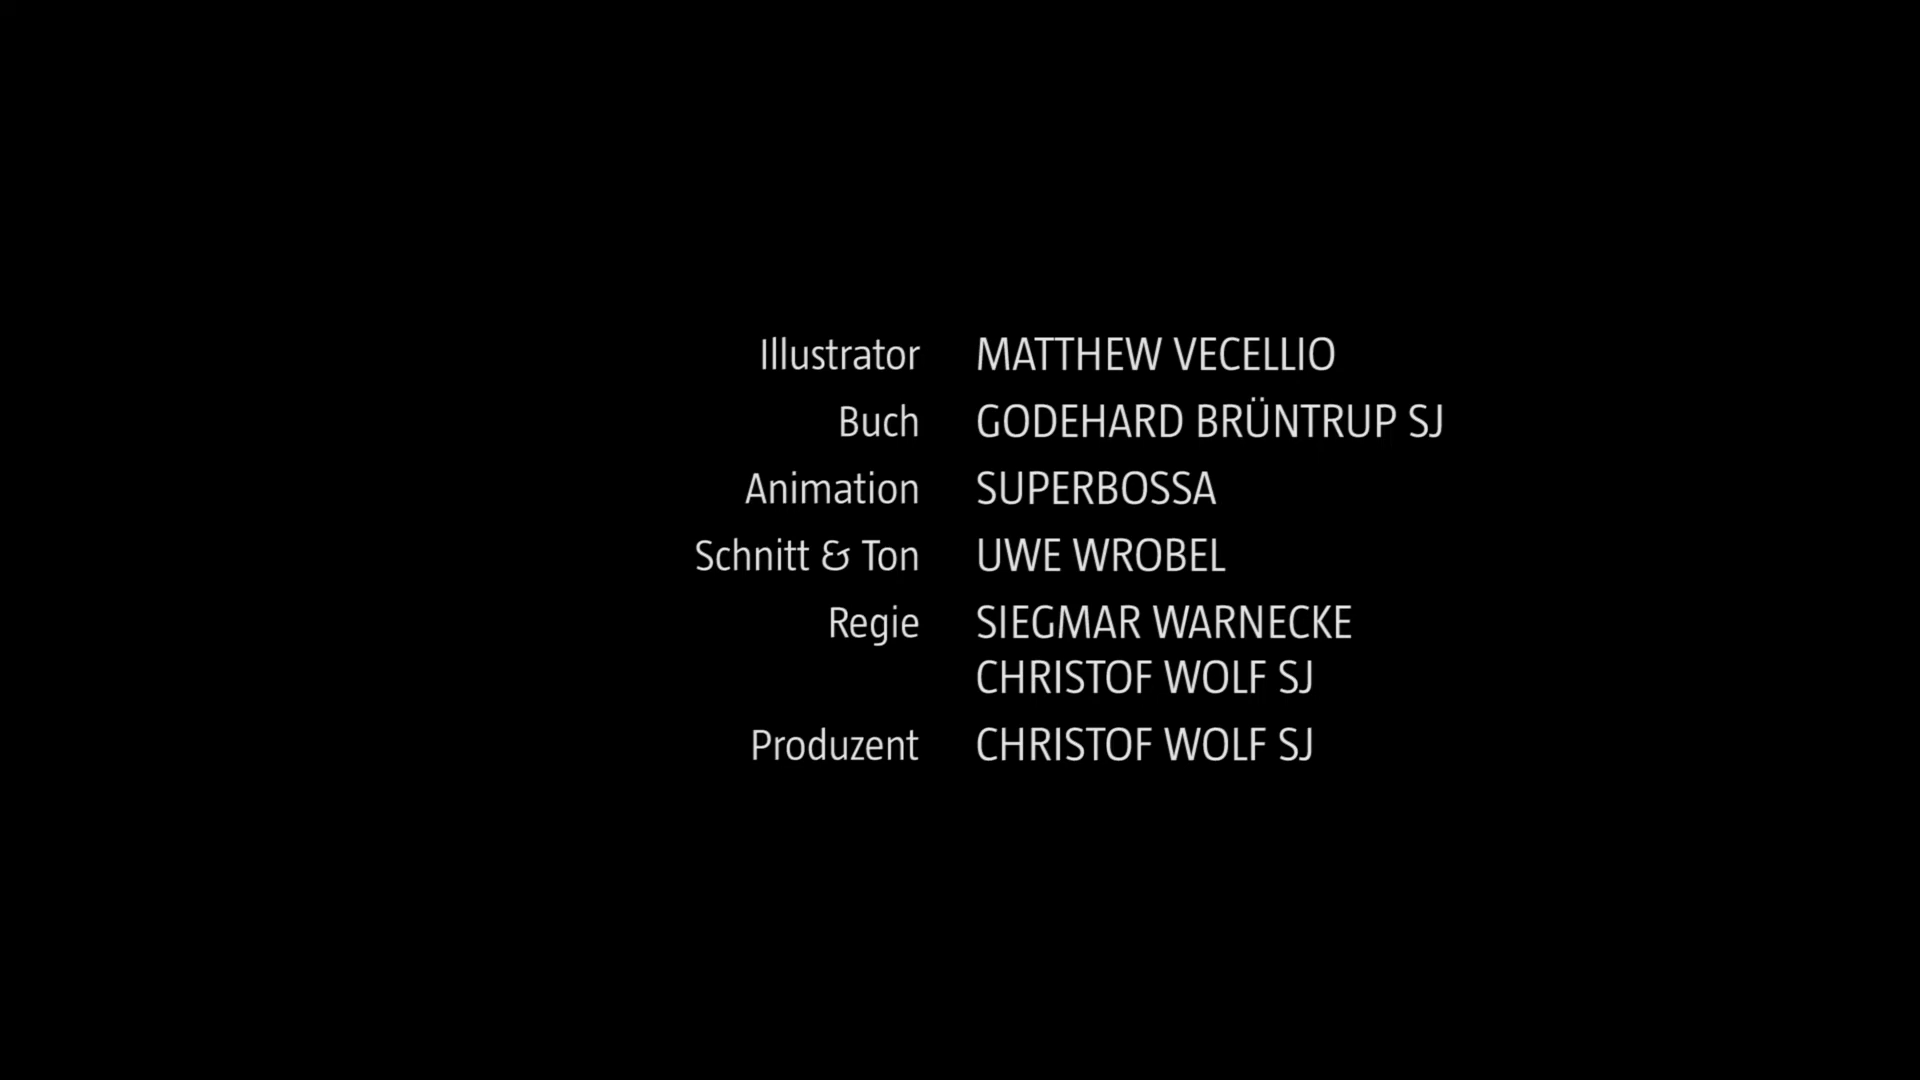 Illustrator MATTHEW VECELLIO
Buch GODEHARD BRÜNTRUP SJ
Animation SUPERBOSSA
Schnitt & Ton UWE WROBEL
Regie SIEGMAR WARNECKE
CHRISTOF WOLF SJ
Produzent CHRISTOF WOLF SJ